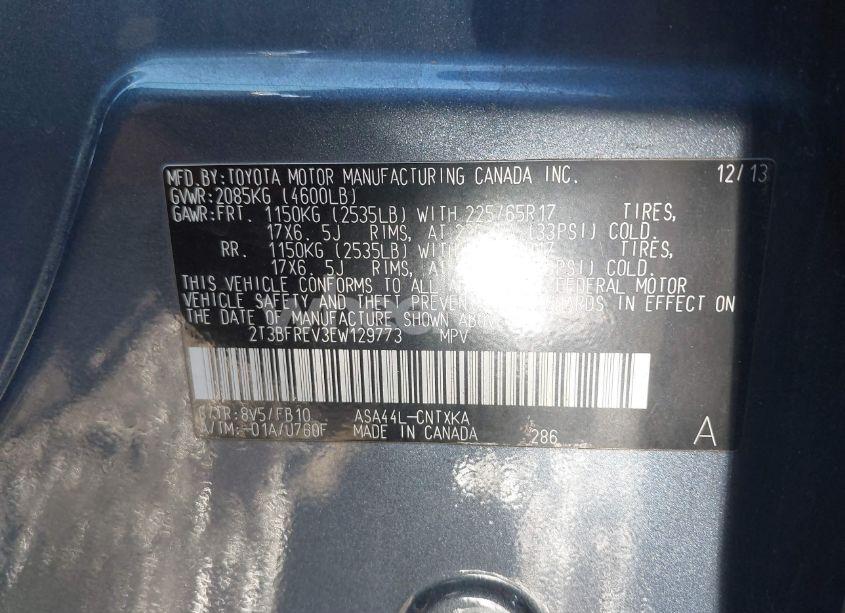 MFD.BY:TOYOTA MOTOR MANUFACTURING CANADA INC. 12/13
GVWR:2085KG (4600LB)
GAWR:FRT. 1150KG (2535LB) WITH 225/65R17 TIRES,
17X6.5J RIMS, AT (33PSI) COLD.
RR. 1150KG (2535LB) WITH TIRES,
17X6.5J RIMS, AT COLD.
THIS VEHICLE CONFORMS TO ALL FEDERAL MOTOR
VEHICLE SAFETY AND THEFT IN EFFECT ON
THE DATE OF MANUFACTURE SHOWN
2T3BFREV3EW129773 MPV
C/TR:8V5/FB10 ASA44L-CNTXKA
A/TM:-01A/U760F MADE IN CANADA 286 A